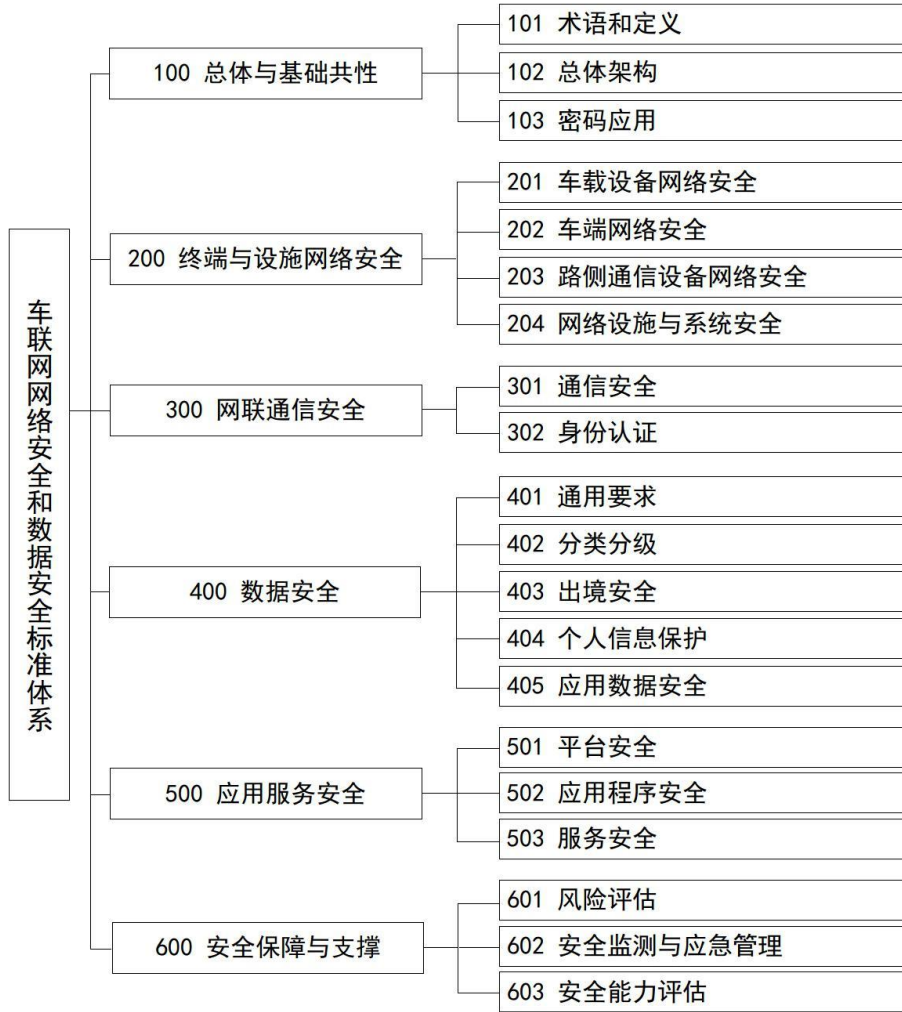 车联网网络安全和数据安全标准体系
100 总体与基础共性
101 术语和定义
102 总体架构
103 密码应用
200 终端与设施网络安全
201 车载设备网络安全
202 车端网络安全
203 路侧通信设备网络安全
204 网络设施与系统安全
300 网联通信安全
301 通信安全
302 身份认证
400 数据安全
401 通用要求
402 分类分级
403 出境安全
404 个人信息保护
405 应用数据安全
500 应用服务安全
501 平台安全
502 应用程序安全
503 服务安全
600 安全保障与支撑
601 风险评估
602 安全监测与应急管理
603 安全能力评估